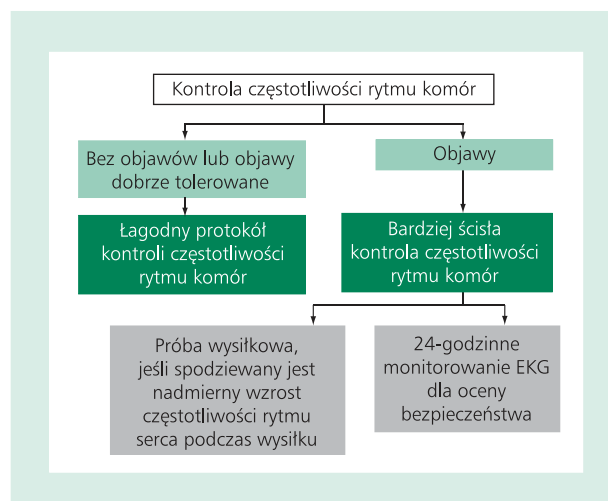 Kontrola częstotliwości rytmu komór
Bez objawów lub objawy
dobrze tolerowane
Objawy
Łagodny protokół
kontroli częstotliwości
rytmu komór
Bardziej ścisła
kontrola częstotliwości
rytmu komór
Próba wysiłkowa,
jeśli spodziewany jest
nadmierny wzrost
częstotliwości rytmu
serca podczas wysiłku
24-godzinne
monitorowanie EKG
dla oceny
bezpieczeństwa